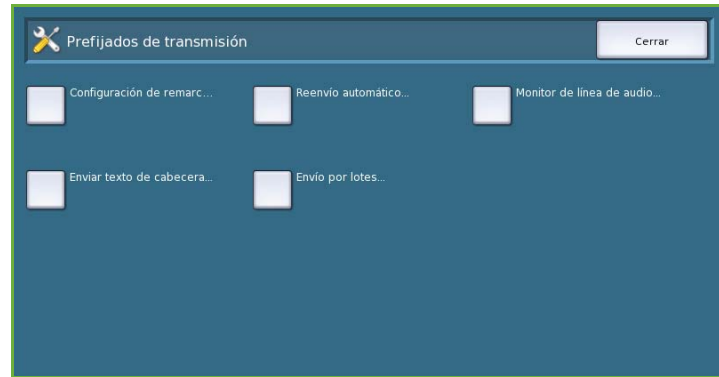 Prefijados de transmisión
Cerrar
Configuración de remarc...
Reenvío automático...
Monitor de línea de audio...
Enviar texto de cabecera...
Envío por lotes...